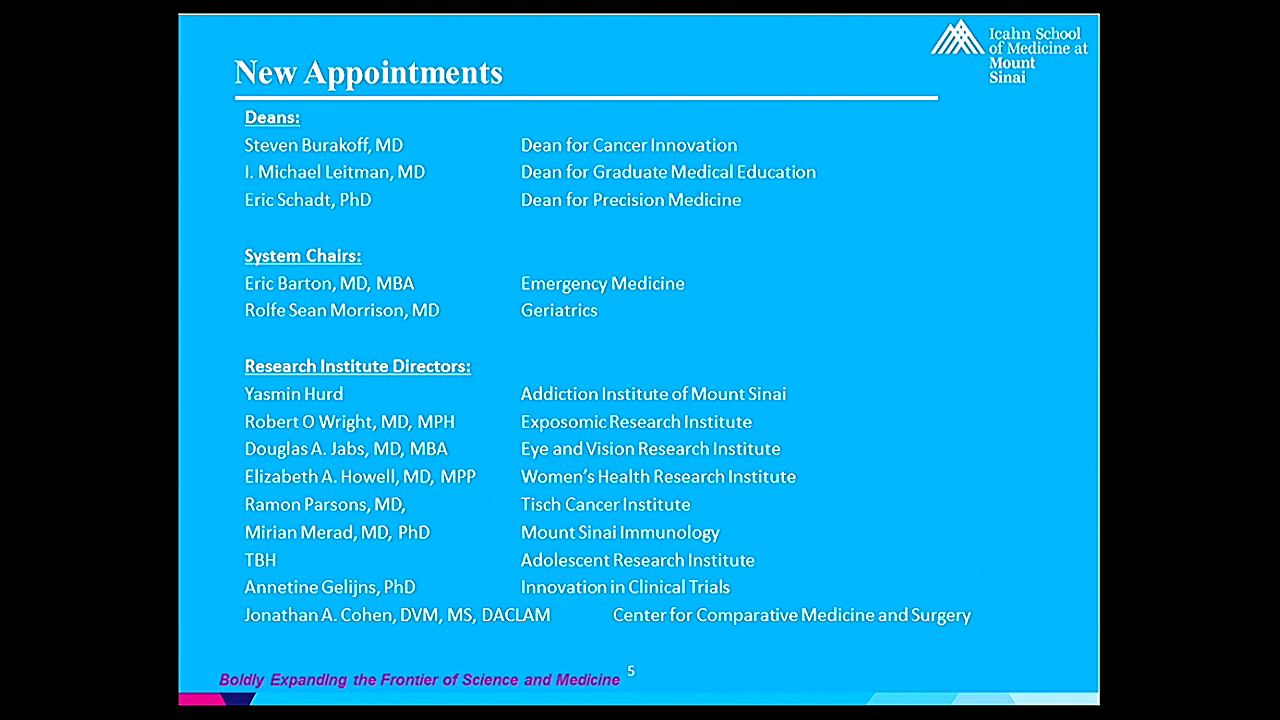 Icahn School
of Medicine at
Mount
Sinai
New Appointments
Deans:
Steven Burakoff, MD Dean for Cancer Innovation
I. Michael Leitman, MD Dean for Graduate Medical Education
Eric Schadt, PhD Dean for Precision Medicine
System Chairs:
Eric Barton, MD, MBA Emergency Medicine
Rolfe Sean Morrison, MD Geriatrics
Research Institute Directors:
Yasmin Hurd Addiction Institute of Mount Sinai
Robert O Wright, MD, MPH Exposomic Research Institute
Douglas A. Jabs, MD, MBA Eye and Vision Research Institute
Elizabeth A. Howell, MD, MPP Women’s Health Research Institute
Ramon Parsons, MD, Tisch Cancer Institute
Mirian Merad, MD, PhD Mount Sinai Immunology
TBH Adolescent Research Institute
Annetine Gelijns, PhD Innovation in Clinical Trials
Jonathan A. Cohen, DVM, MS, DACLAM Center for Comparative Medicine and Surgery
Boldly Expanding the Frontier of Science and Medicine 5